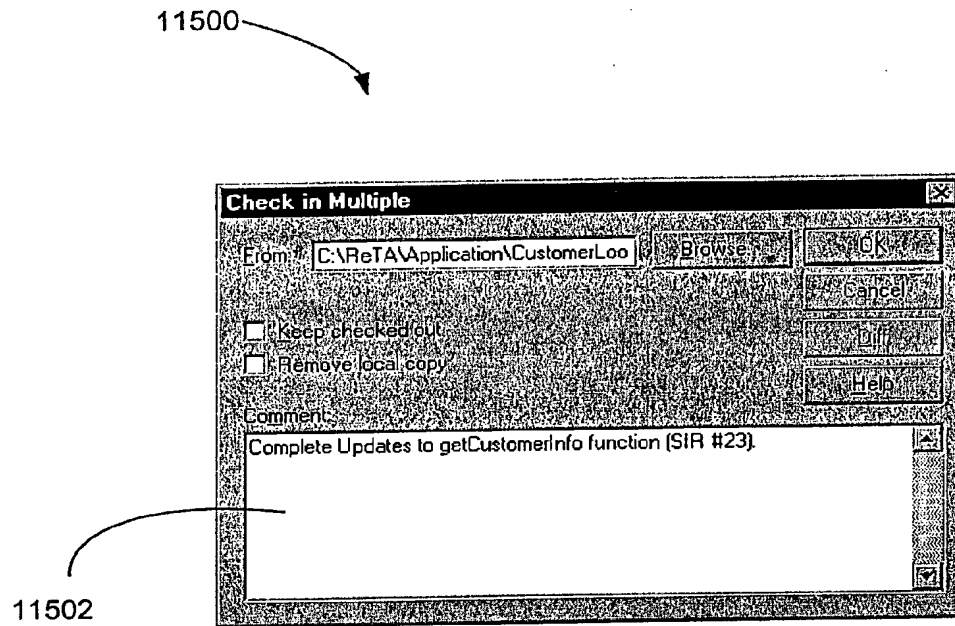 11500
Check in Multiple
From: C:\ReTA\Application\CustomerLoo Browse OK
Cancel
Keep checked out
Diff
Remove local copy
Help
Comment:
Complete Updates to getCustomerInfo function (SIR #23).
11502